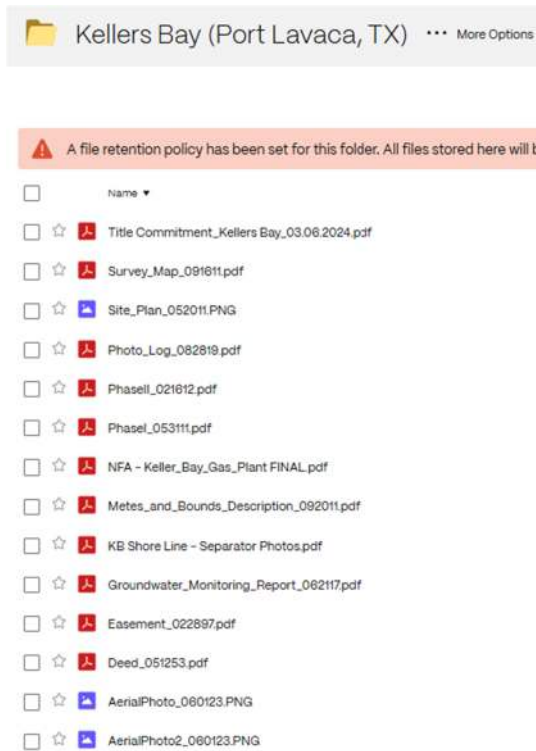 Kellers Bay (Port Lavaca, TX) ••• More Options
A file retention policy has been set for this folder. All files stored here will b
Name ▼
Title Commitment_Kellers Bay_03.06.2024.pdf
Survey_Map_091611.pdf
Site_Plan_052011.PNG
Photo_Log_082819.pdf
PhaseII_021612.pdf
PhaseI_053111.pdf
NFA - Keller_Bay_Gas_Plant FINAL.pdf
Metes_and_Bounds_Description_092011.pdf
KB Shore Line - Separator Photos.pdf
Groundwater_Monitoring_Report_062117.pdf
Easement_022897.pdf
Deed_051253.pdf
AerialPhoto_060123.PNG
AerialPhoto2_060123.PNG